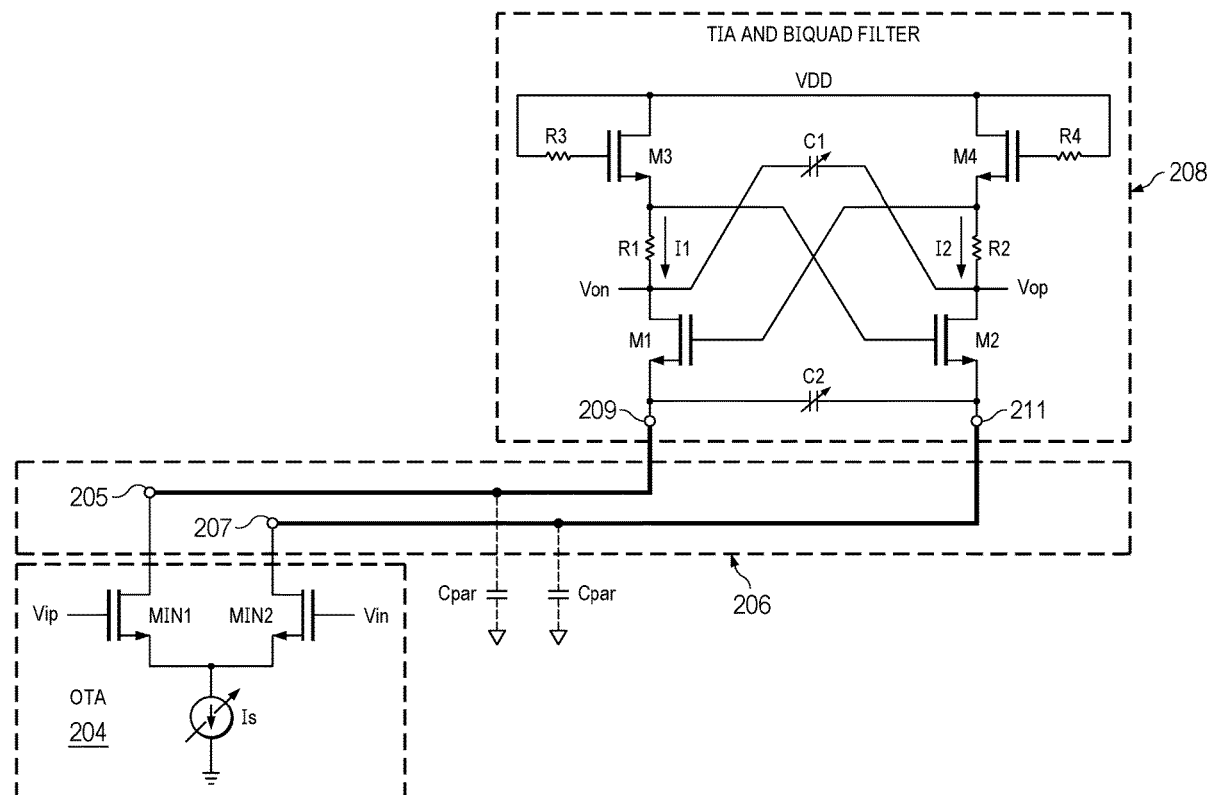 TIA AND BIQUAD FILTER
VDD
R3
M3
C1
M4
R4
208
R1
I1
I2
R2
Von
Vop
M1
M2
C2
209
211
205
207
206
Cpar
Cpar
Vip
MIN1
MIN2
Vin
OTA
204
Is